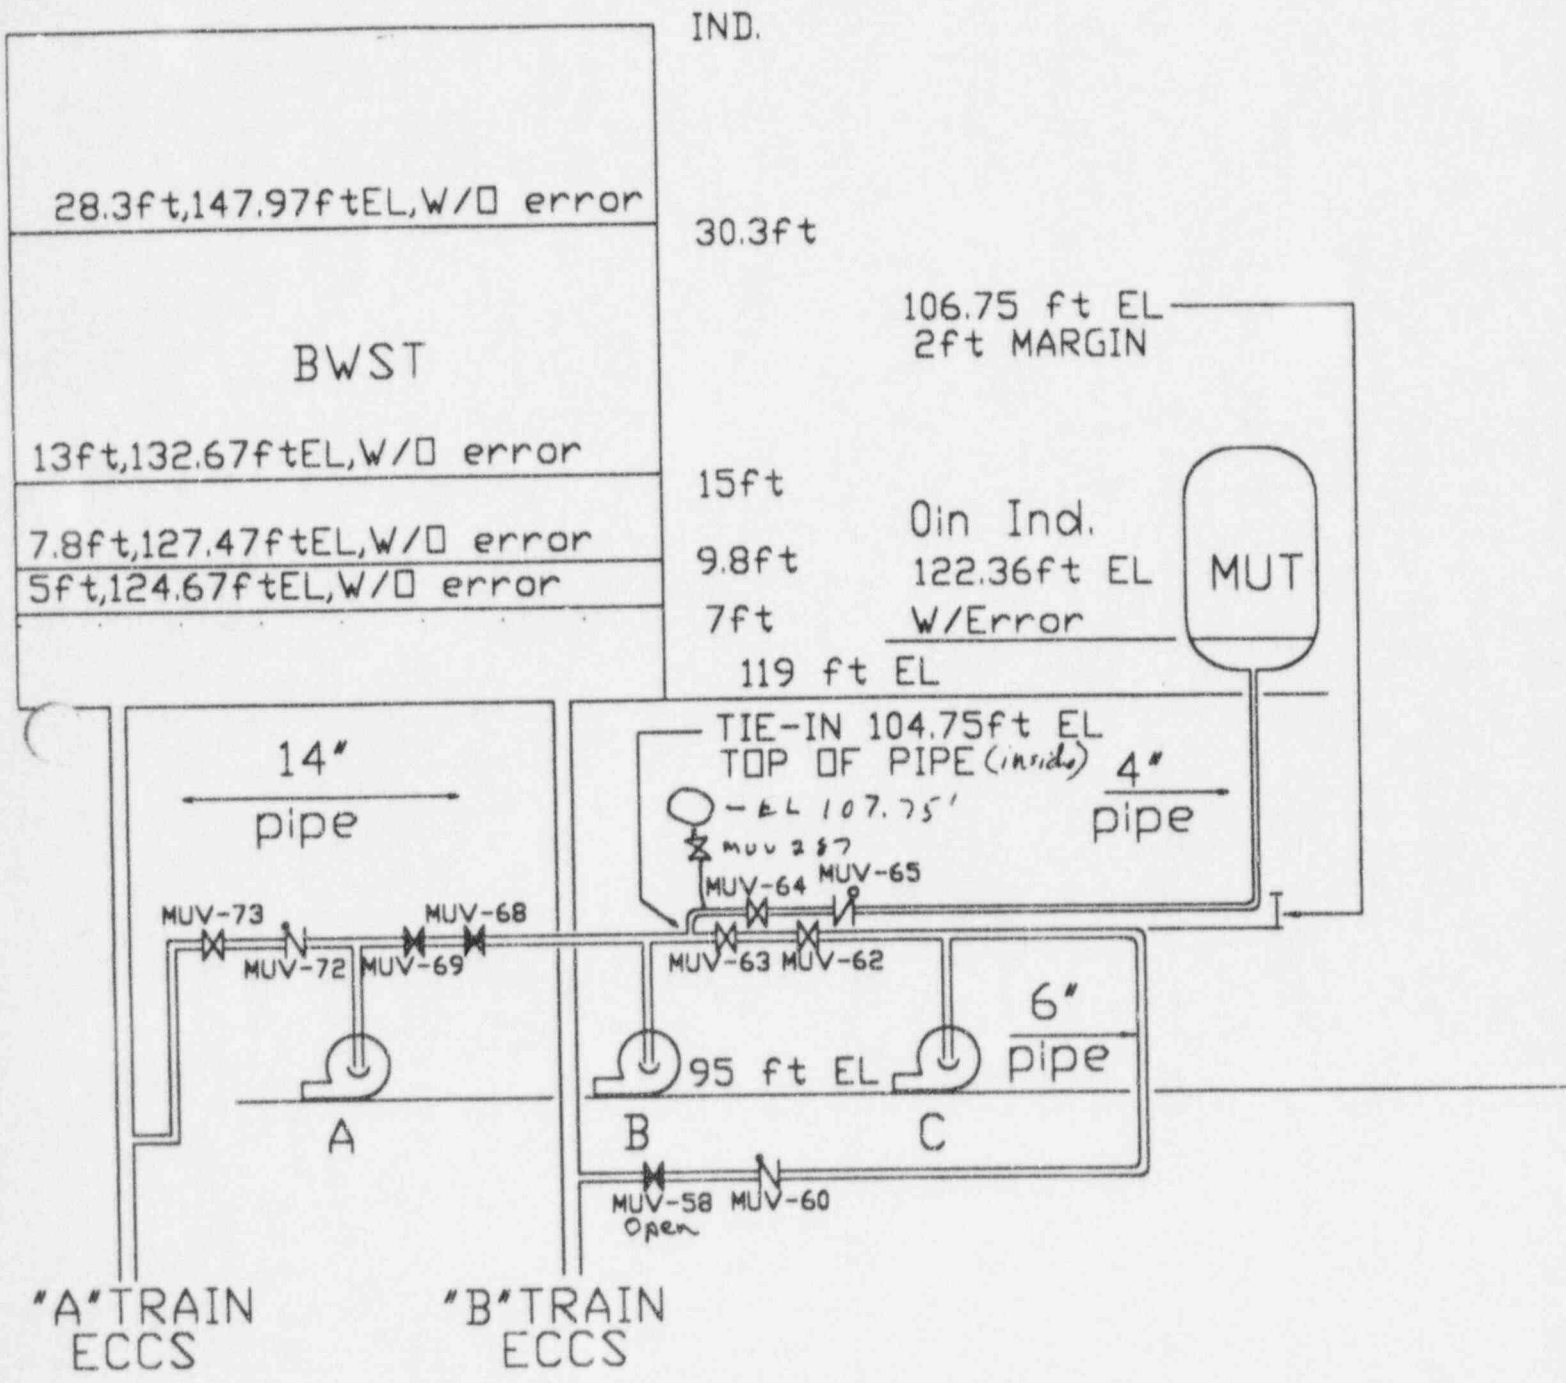 IND.
28.3ft,147.97ftEL,W/O error
30.3ft
106.75 ft EL
2ft MARGIN
BWST
13ft,132.67ftEL,W/O error
15ft
0in Ind.
122.36ft EL
W/Error
MUT
7.8ft,127.47ftEL,W/O error
9.8ft
5ft,124.67ftEL,W/O error
7ft
119 ft EL
TIE-IN 104.75ft EL
TOP OF PIPE (inside)
14"
pipe
4"
pipe
- EL 107.75'
MUV 287
MUV-64
MUV-65
MUV-73
MUV-68
MUV-72
MUV-69
MUV-63
MUV-62
6"
pipe
95 ft EL
A
B
C
MUV-58
MUV-60
Open
"A"TRAIN
ECCS
"B"TRAIN
ECCS